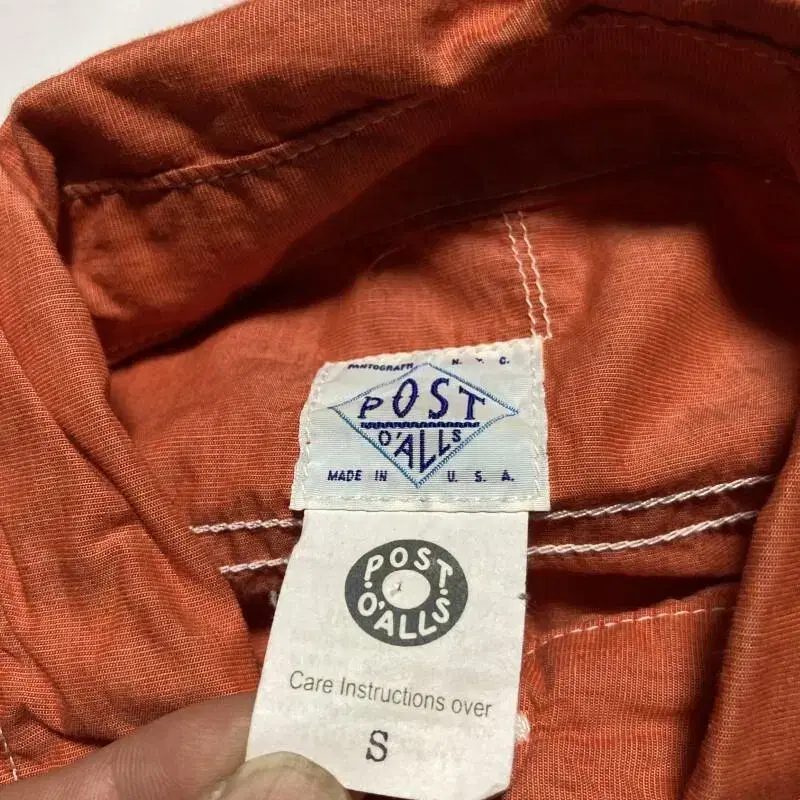 PANTOGRAPH N. Y. C.
POST
O'ALLS
MADE IN U. S. A.
POST
O'ALLS
Care Instructions over
S